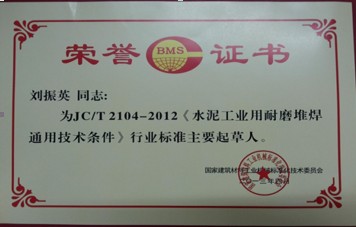 荣誉 BMS 证书
刘振英 同志:
为JC/T 2104-2012《水泥工业用耐磨堆焊
通用技术条件》行业标准主要起草人。
国家建筑材料工业机械标准化技术委员会